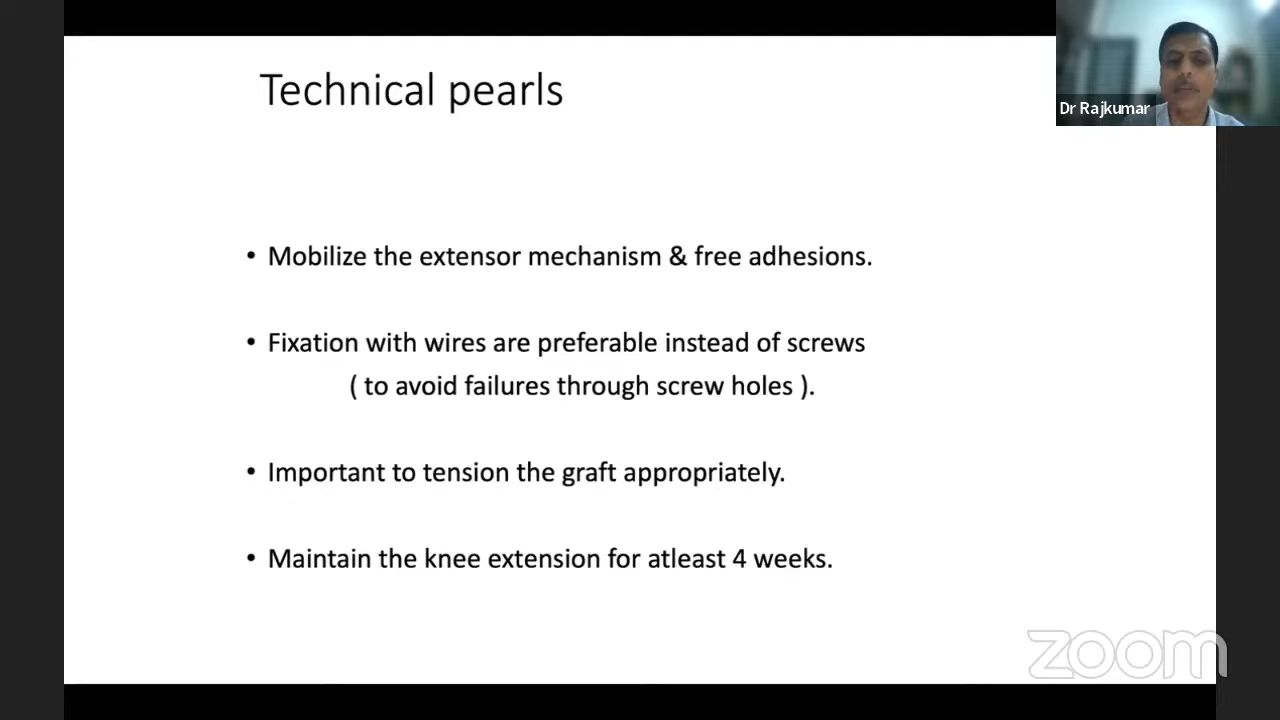 Technical pearls
Dr Rajkumar
• Mobilize the extensor mechanism & free adhesions.
• Fixation with wires are preferable instead of screws
( to avoid failures through screw holes ).
• Important to tension the graft appropriately.
• Maintain the knee extension for atleast 4 weeks.
zoom